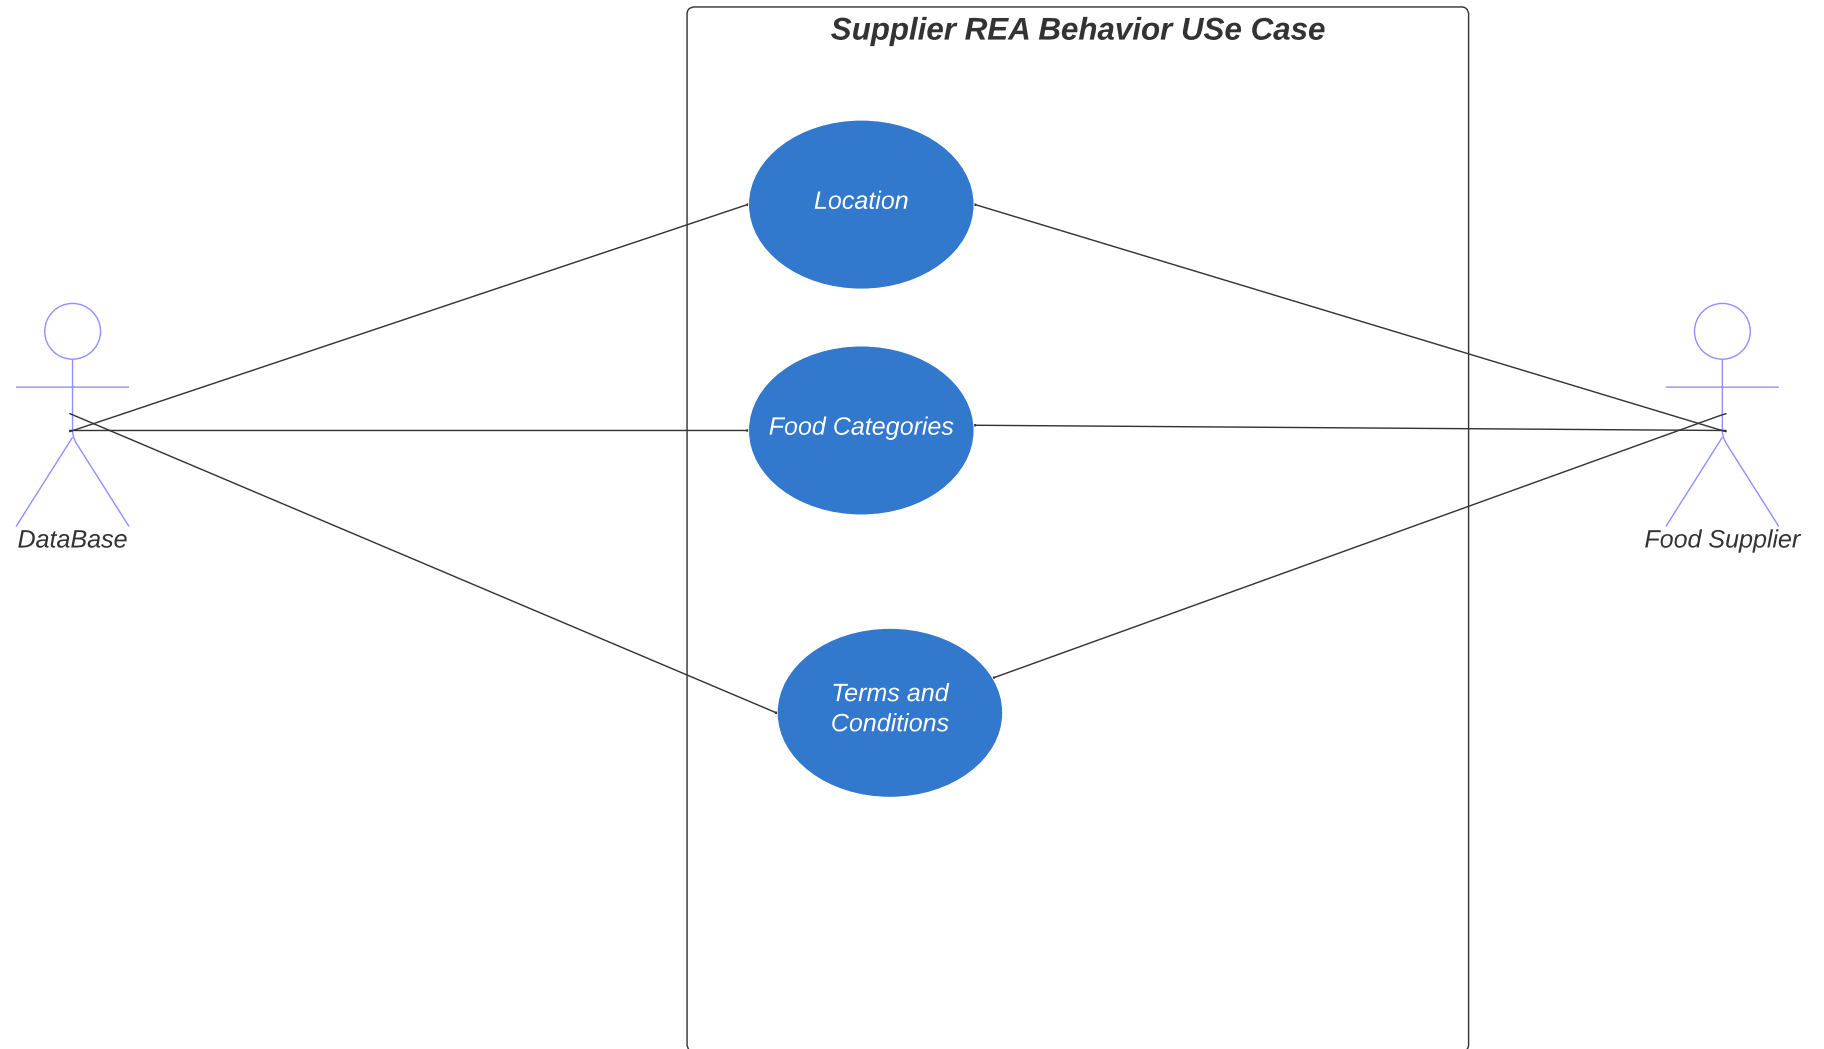 Supplier REA Behavior USe Case
Location
Food Categories
DataBase
Food Supplier
Terms and
Conditions